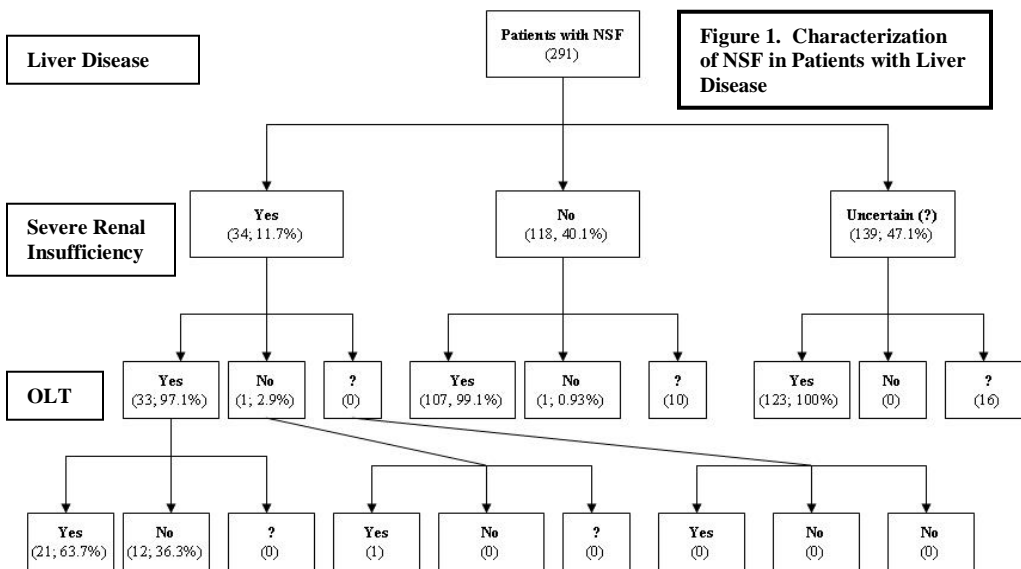 Liver Disease
Patients with NSF
(291)
Figure 1. Characterization
of NSF in Patients with Liver
Disease
Severe Renal
Insufficiency
Yes
(34; 11.7%)
No
(118, 40.1%)
Uncertain (?)
(139; 47.1%)
OLT
Yes
(33; 97.1%)
No
(1; 2.9%)
?
(0)
Yes
(107, 99.1%)
No
(1; 0.93%)
?
(10)
Yes
(123; 100%)
No
(0)
?
(16)
Yes
(21; 63.7%)
No
(12; 36.3%)
?
(0)
Yes
(1)
No
(0)
?
(0)
Yes
(0)
No
(0)
No
(0)